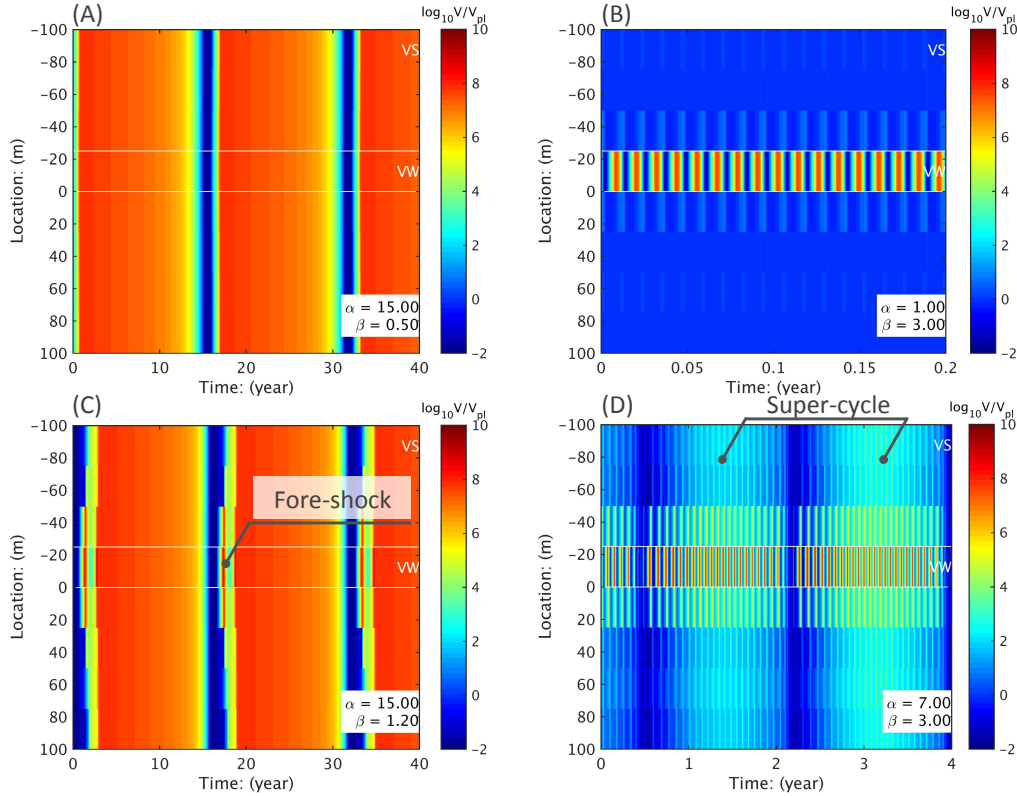 (A)
log10V/Vpl
-100
-80
-60
-40
-20
0
20
40
60
80
100
Location: (m)
VS
VW
α = 15.00
β = 0.50
0 10 20 30 40
Time: (year)
10
8
6
4
2
0
-2
(B)
log10V/Vpl
-100
-80
-60
-40
-20
0
20
40
60
80
100
Location: (m)
VS
VW
α = 1.00
β = 3.00
0 0.05 0.1 0.15 0.2
Time: (year)
10
8
6
4
2
0
-2
(C)
log10V/Vpl
-100
-80
-60
-40
-20
0
20
40
60
80
100
Location: (m)
VS
Fore-shock
VW
α = 15.00
β = 1.20
0 10 20 30 40
Time: (year)
10
8
6
4
2
0
-2
(D)
Super-cycle
log10V/Vpl
-100
-80
-60
-40
-20
0
20
40
60
80
100
Location: (m)
VS
VW
α = 7.00
β = 3.00
0 1 2 3 4
Time: (year)
10
8
6
4
2
0
-2